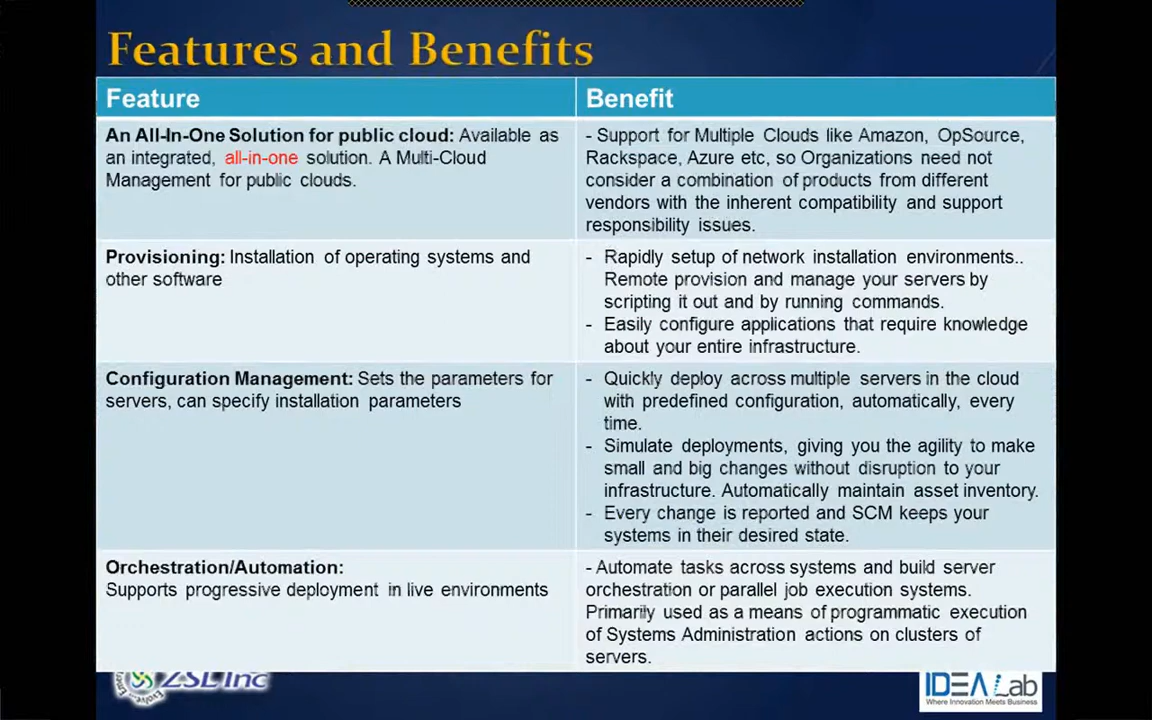 Features and Benefits
Feature
Benefit
An All-In-One Solution for public cloud: Available as
an integrated, all-in-one solution. A Multi-Cloud
Management for public clouds.
- Support for Multiple Clouds like Amazon, OpSource,
Rackspace, Azure etc, so Organizations need not
consider a combination of products from different
vendors with the inherent compatibility and support
responsibility issues.
Provisioning: Installation of operating systems and
other software
- Rapidly setup of network installation environments..
Remote provision and manage your servers by
scripting it out and by running commands.
- Easily configure applications that require knowledge
about your entire infrastructure.
Configuration Management: Sets the parameters for
servers, can specify installation parameters
- Quickly deploy across multiple servers in the cloud
with predefined configuration, automatically, every
time.
- Simulate deployments, giving you the agility to make
small and big changes without disruption to your
infrastructure. Automatically maintain asset inventory.
- Every change is reported and SCM keeps your
systems in their desired state.
Orchestration/Automation:
Supports progressive deployment in live environments
- Automate tasks across systems and build server
orchestration or parallel job execution systems.
Primarily used as a means of programmatic execution
of Systems Administration actions on clusters of
servers.
ZSL Inc
IDEA Lab
Where Innovation Meets Business